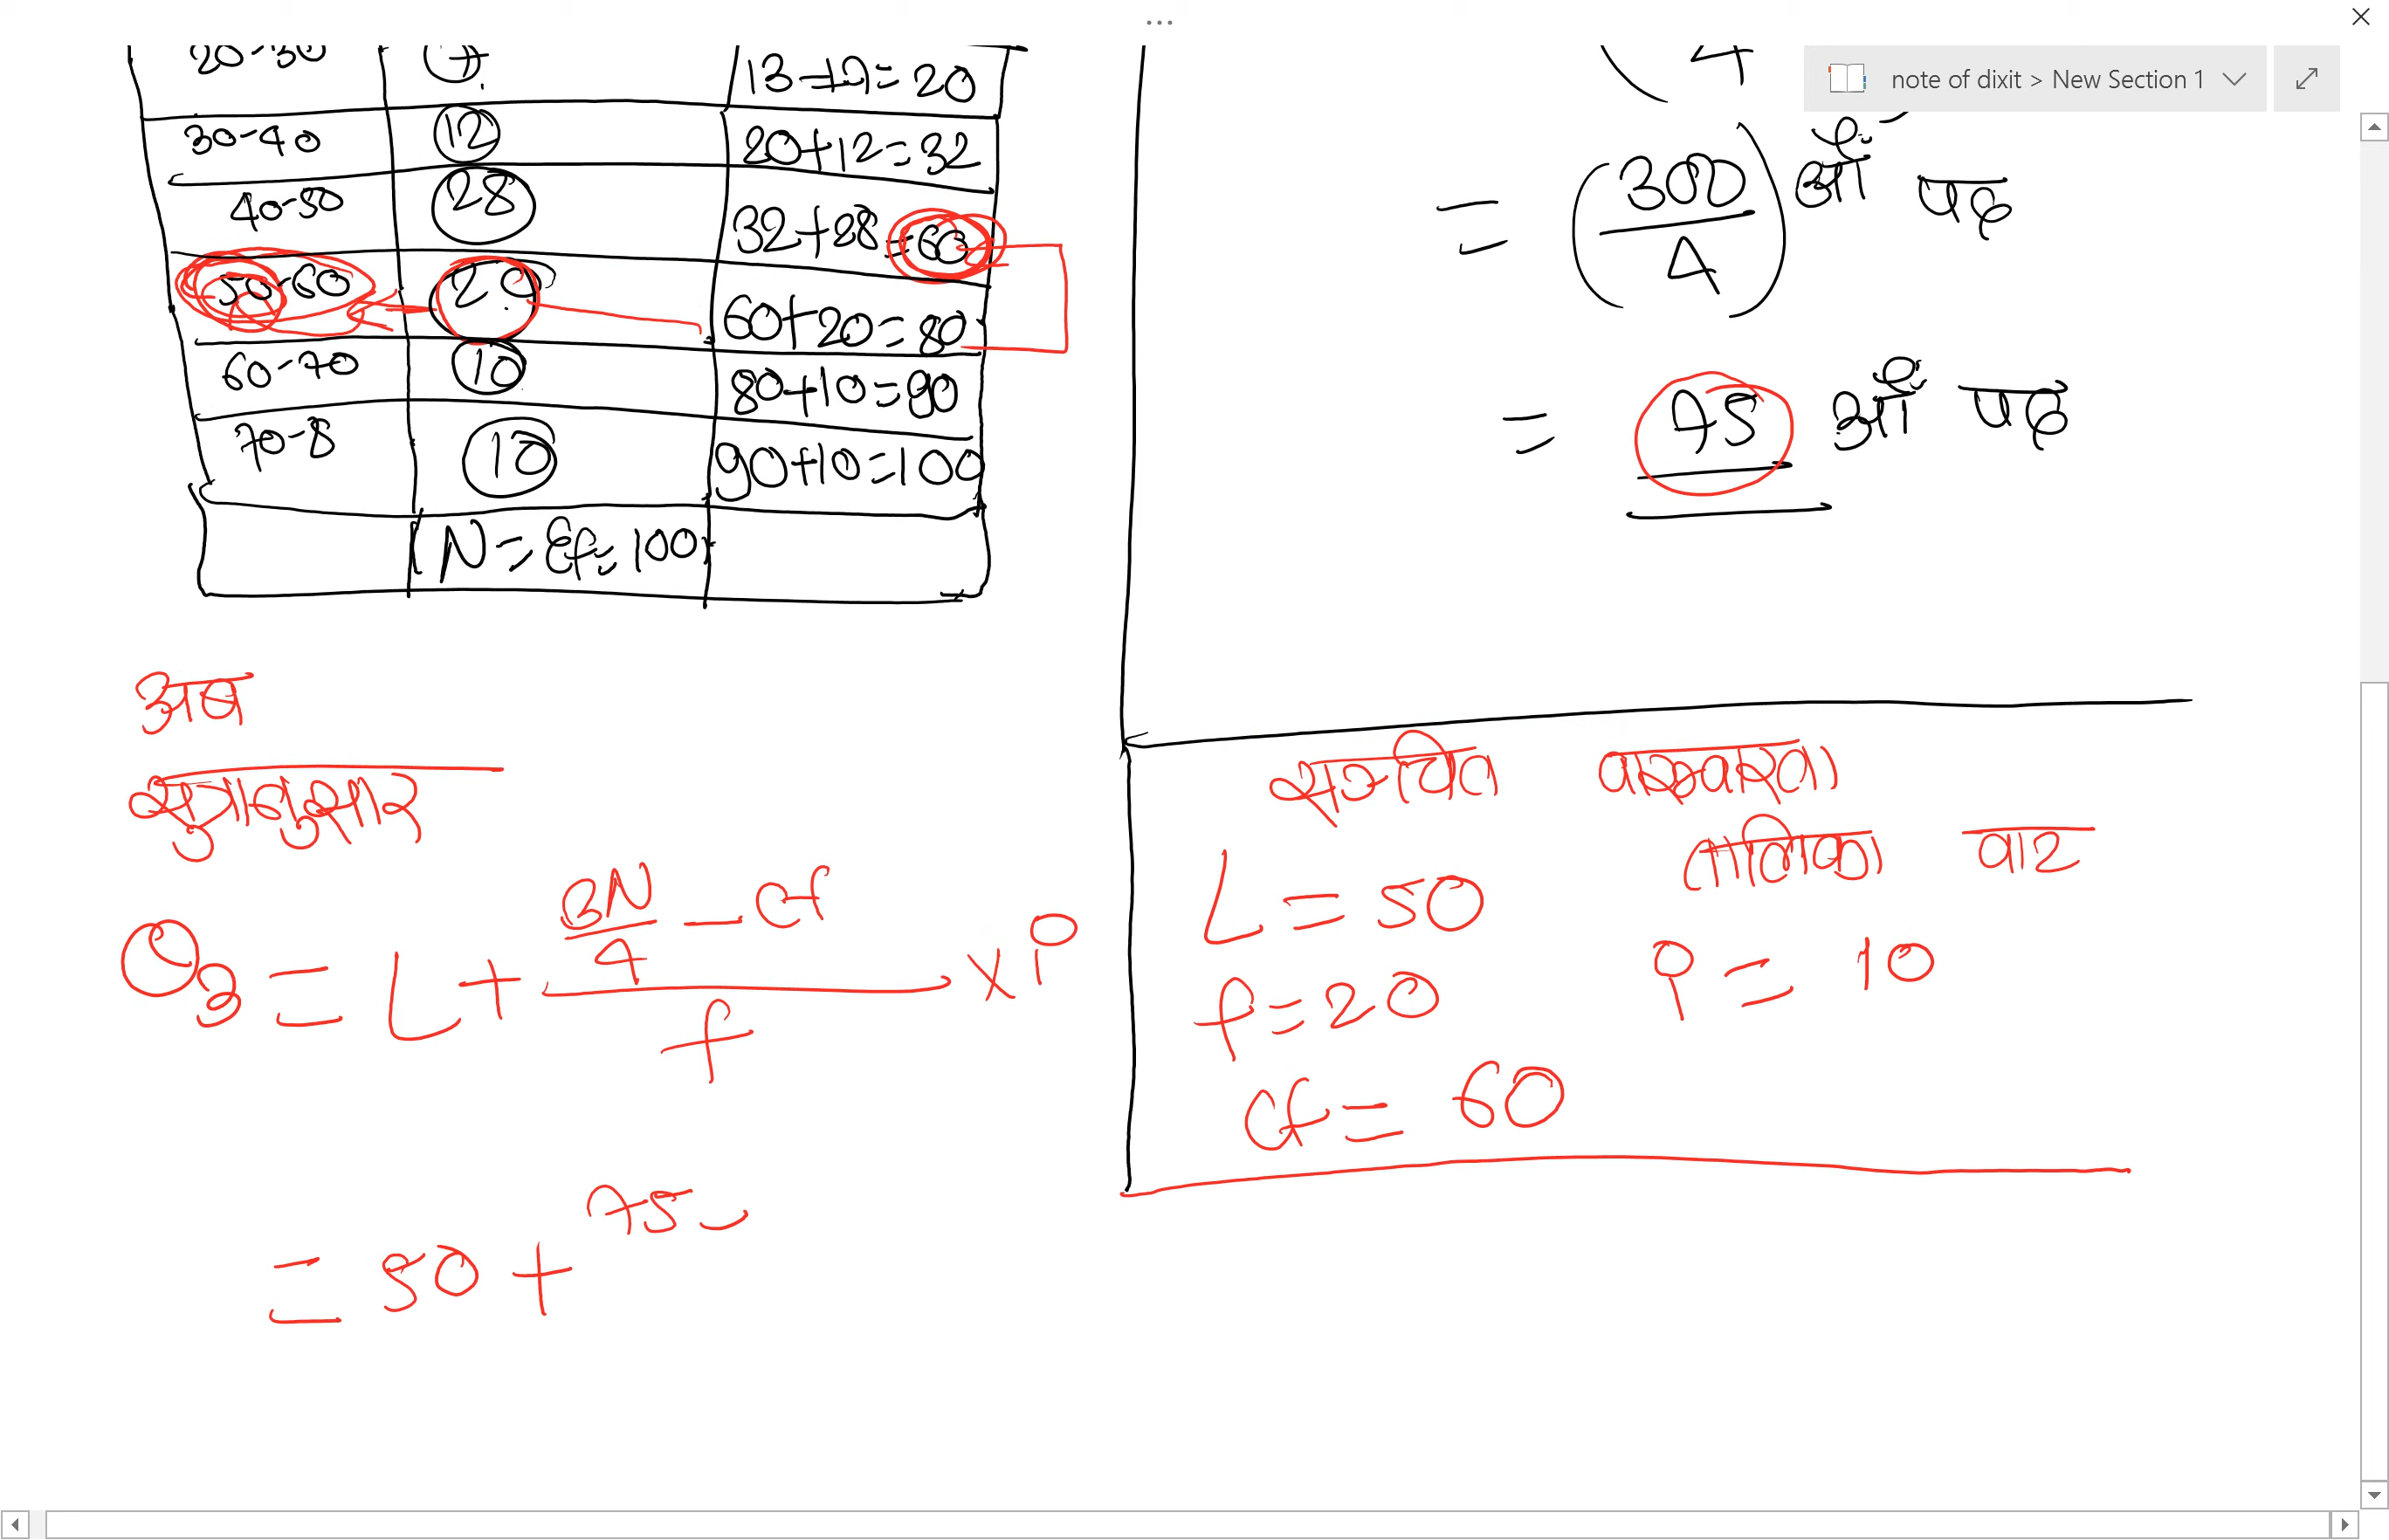 note of dixit > New Section 1
20-30 7 13+7=20
30-40 12 20+12=32
40-50 28 32+28=60
50-60 20 60+20=80
60-70 10 80+10=90
70-8 10 90+10=100
N=Σf=100
4
= (300/4) औं पद
= 75 औं पद
अब
सुत्रानुसार
Q3 = L + (3N/4 - cf)/f × i
= 50 + 75 -
L = 50
f = 20
cf = 60
तालिका बाट
i = 10